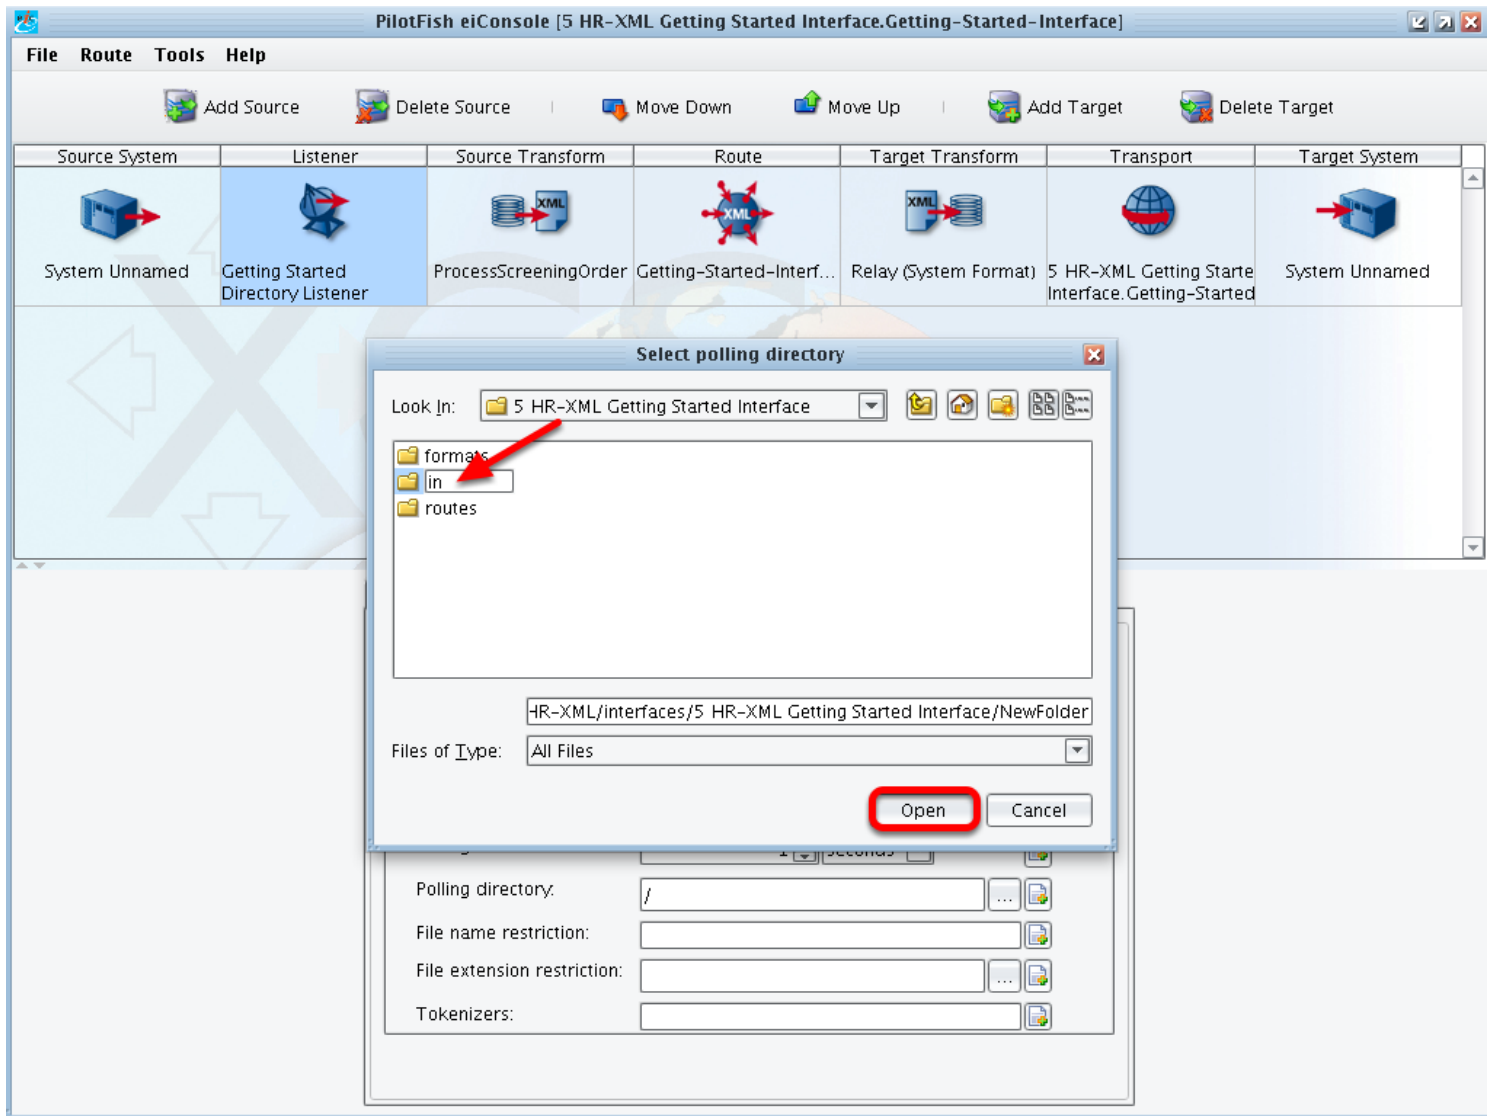 PilotFish eiConsole [5 HR-XML Getting Started Interface.Getting-Started-Interface]
File Route Tools Help
Add Source Delete Source Move Down Move Up Add Target Delete Target
Source System Listener Source Transform Route Target Transform Transport Target System
System Unnamed Getting Started ProcessScreeningOrder Getting-Started-Interf... Relay (System Format) 5 HR-XML Getting Starte System Unnamed
Directory Listener Interface.Getting-Started
Select polling directory
Look In: 5 HR-XML Getting Started Interface
formats
in
routes
HR-XML/interfaces/5 HR-XML Getting Started Interface/NewFolder
Files of Type: All Files
Open Cancel
1 seconds
Polling directory: / ...
File name restriction:
File extension restriction: ...
Tokenizers: